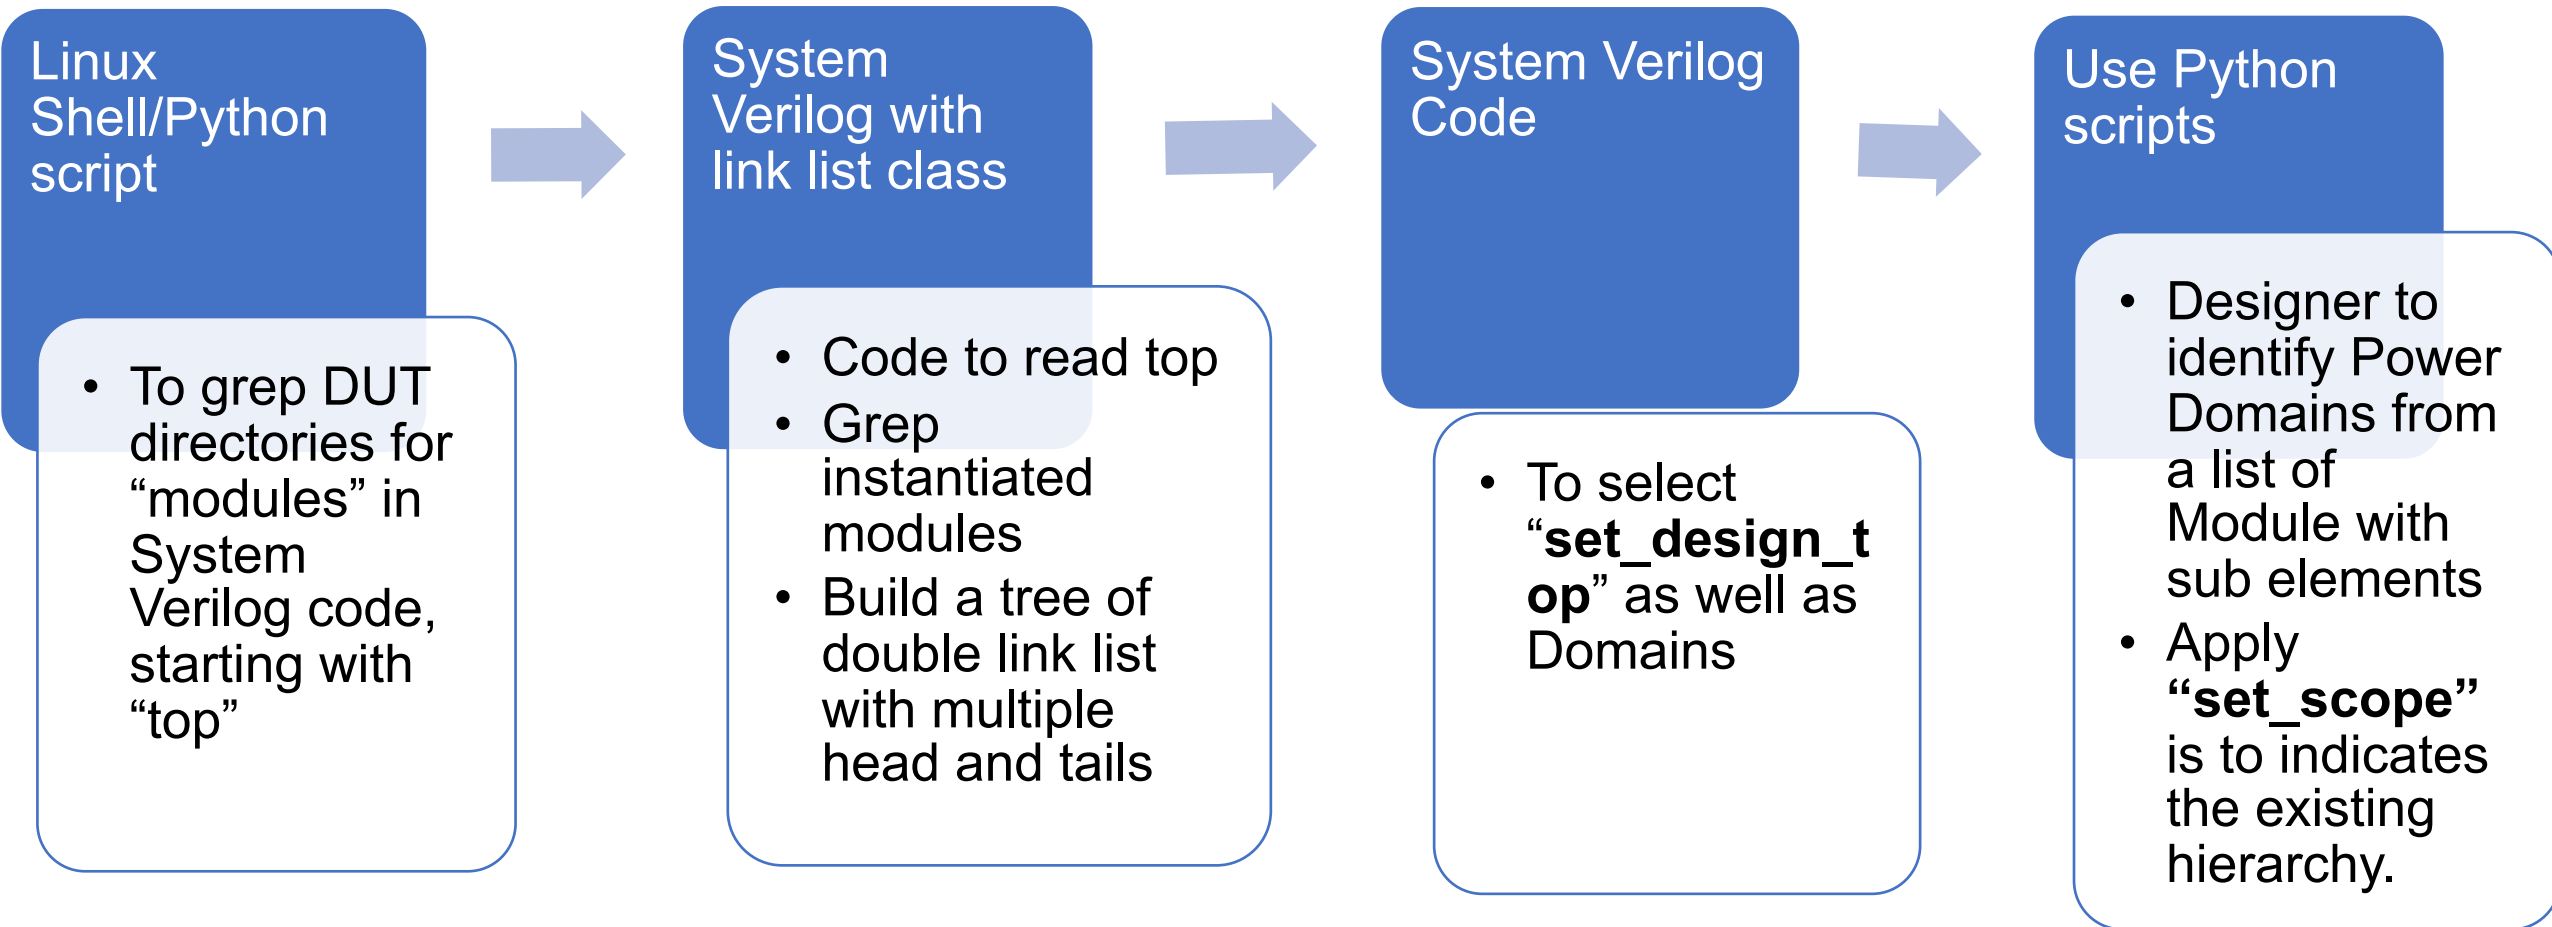 Linux
Shell/Python
script
• To grep DUT
directories for
“modules” in
System
Verilog code,
starting with
“top”
System
Verilog with
link list class
• Code to read top
• Grep
instantiated
modules
• Build a tree of
double link list
with multiple
head and tails
System Verilog
Code
• To select
“set_design_t
op” as well as
Domains
Use Python
scripts
• Designer to
identify Power
Domains from
a list of
Module with
sub elements
• Apply
“set_scope”
is to indicates
the existing
hierarchy.